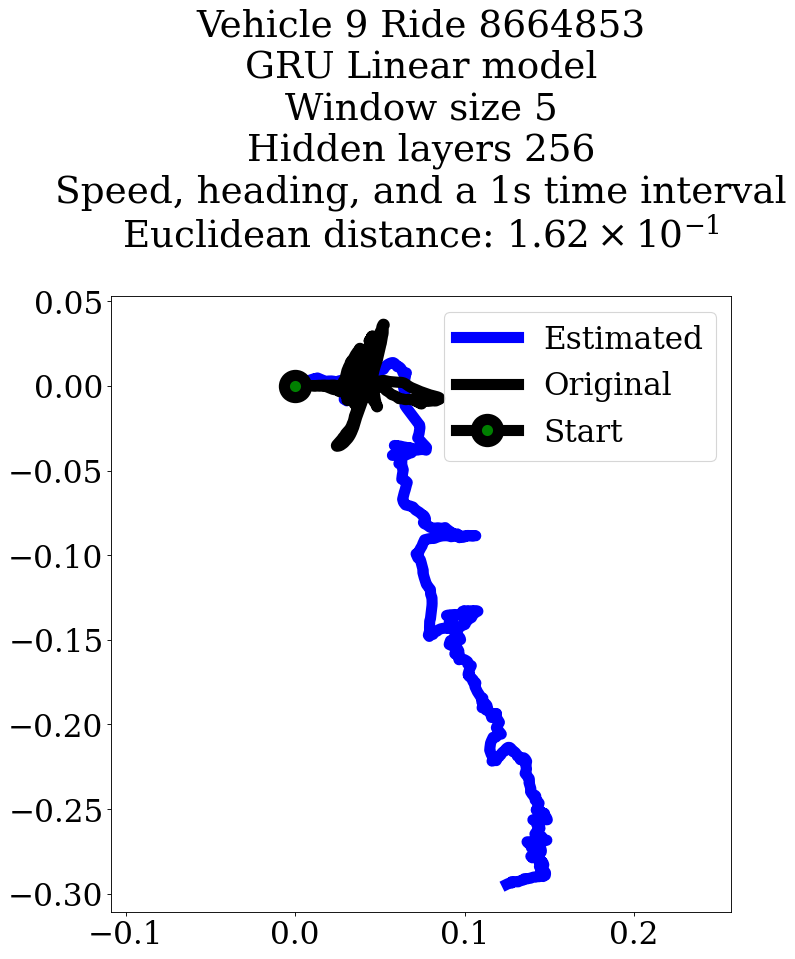 Vehicle 9 Ride 8664853
GRU Linear model
Window size 5
Hidden layers 256
Speed, heading, and a 1s time interval
Euclidean distance: 1.62 × 10⁻¹
Estimated
Original
Start
0.05
0.00
−0.05
−0.10
−0.15
−0.20
−0.25
−0.30
−0.1
0.0
0.1
0.2